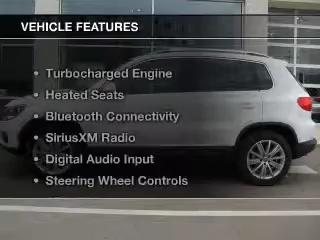 VEHICLE FEATURES
• Turbocharged Engine
• Heated Seats
• Bluetooth Connectivity
• SiriusXM Radio
• Digital Audio Input
• Steering Wheel Controls